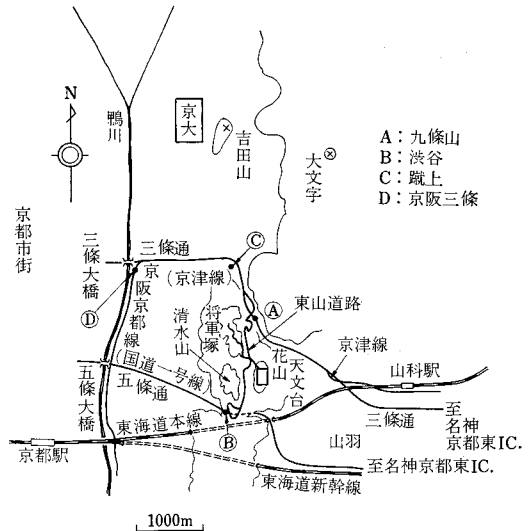 N
鴨川
京大
吉田山
大文字
A：九條山
B：渋谷
C：蹴上
D：京阪三條
京都市街
三條大橋
三條通
Ⓒ
(京津線)
京阪京都線
Ⓓ
Ⓐ
東山道路
将軍塚
清水山
花山
天文台
京津線
山科駅
(国道一号線)
五條通
五條大橋
三條通
至名神京都東IC.
東海道本線
Ⓑ
山羽
京都駅
至名神京都東IC.
東海道新幹線
1000m